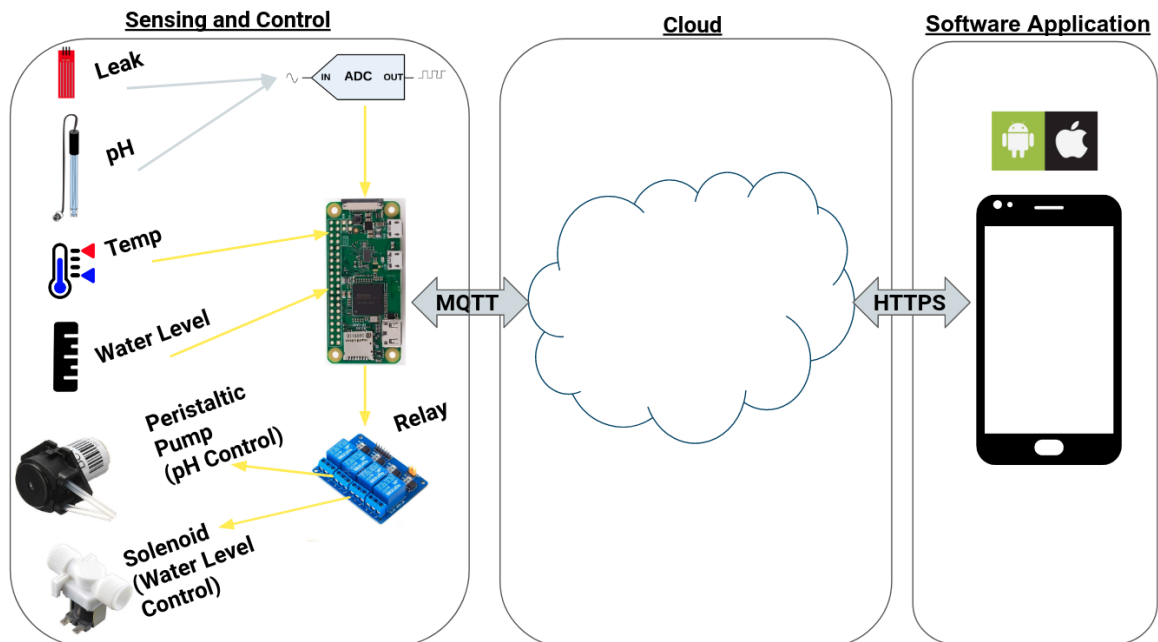 Sensing and Control
Cloud
Software Application
Leak
IN ADC OUT
pH
Temp
Water Level
MQTT
HTTPS
Peristaltic
Pump
(pH Control)
Relay
Solenoid
(Water Level
Control)